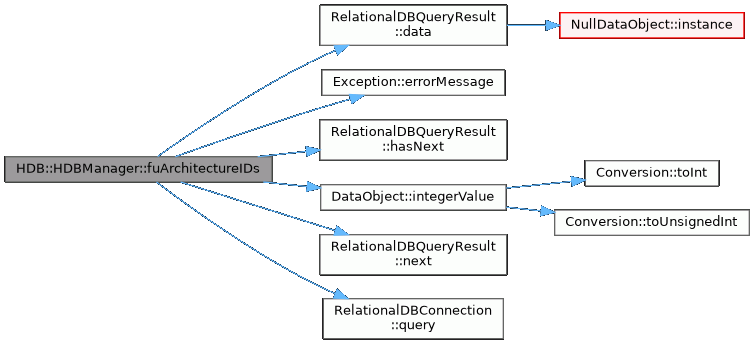 RelationalDBQueryResult
::data
NullDataObject::instance
Exception::errorMessage
RelationalDBQueryResult
::hasNext
HDB::HDBManager::fuArchitectureIDs
Conversion::toInt
DataObject::integerValue
Conversion::toUnsignedInt
RelationalDBQueryResult
::next
RelationalDBConnection
::query